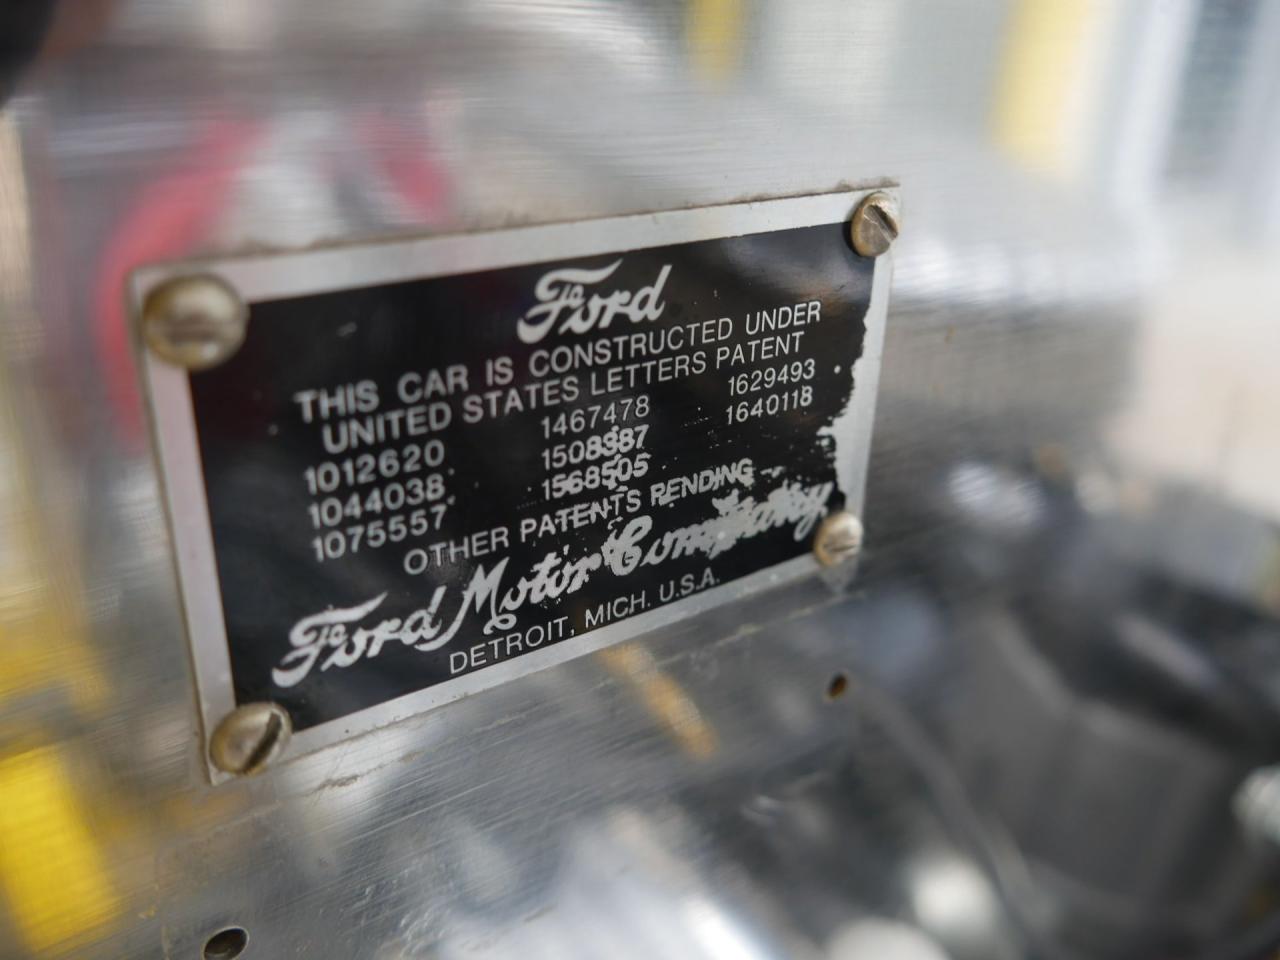 Ford
THIS CAR IS CONSTRUCTED UNDER
UNITED STATES LETTERS PATENT
1012620 1467478 1629493
1044038 1508387 1640118
1075557 1568505
OTHER PATENTS PENDING
Ford Motor Company
DETROIT, MICH. U.S.A.